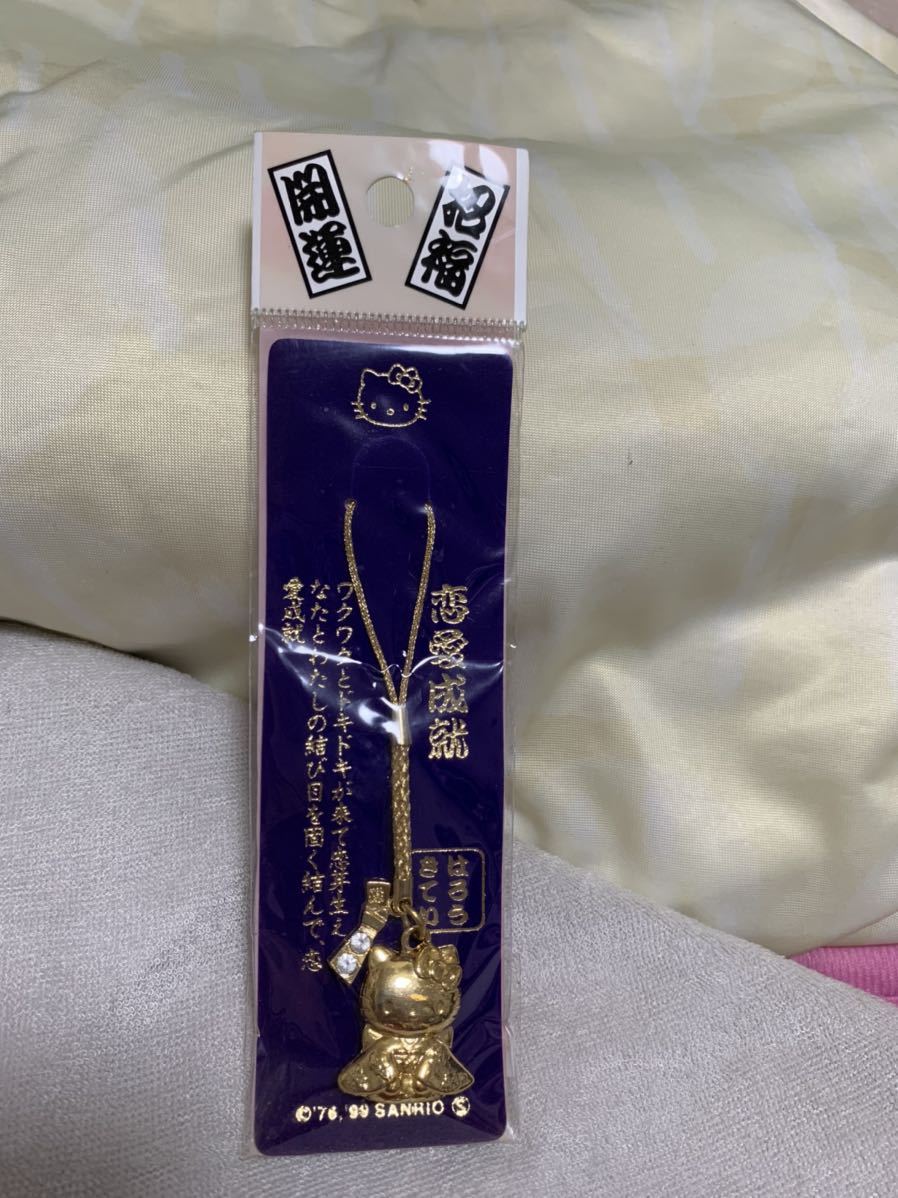 開運
招福
恋愛成就
ワクワクとドキドキが来て恋芽生え
なたとわたしの結び目を固く結んで、恋
愛成就
はろう
きてぃ
©'76,'99 SANRIO Ⓢ